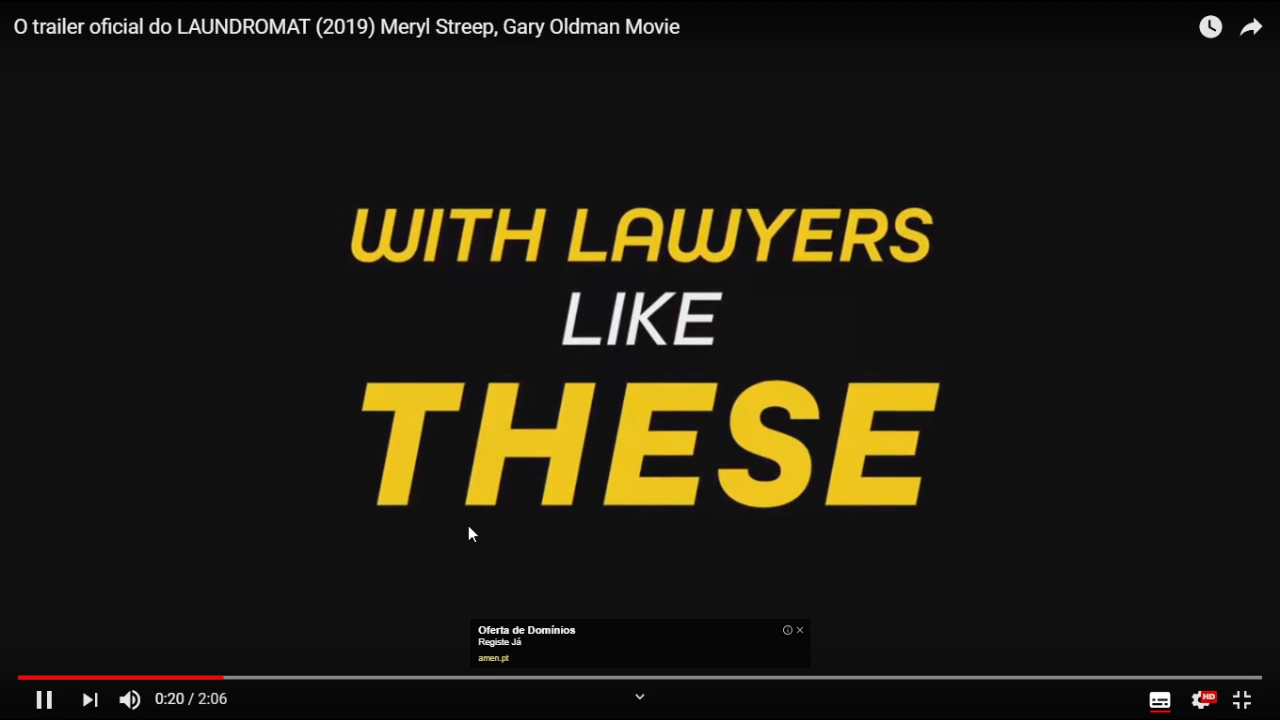 O trailer oficial do LAUNDROMAT (2019) Meryl Streep, Gary Oldman Movie
WITH LAWYERS
LIKE
THESE
Oferta de Domínios
Registe Já
amen.pt
0:20 / 2:06
HD